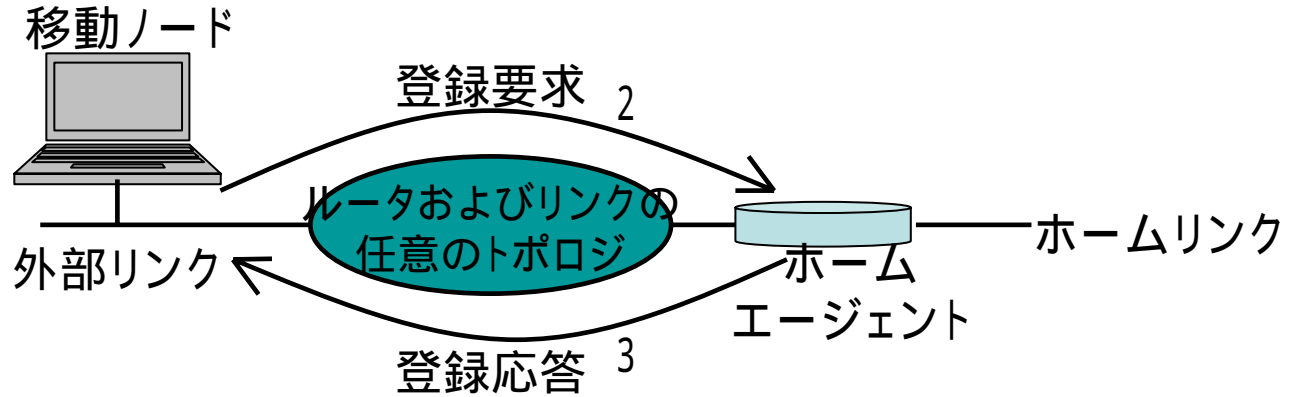 移動ノード
登録要求 2
ルータおよびリンクの
任意のトポロジ
外部リンク
ホームリンク
ホーム
エージェント
登録応答 3